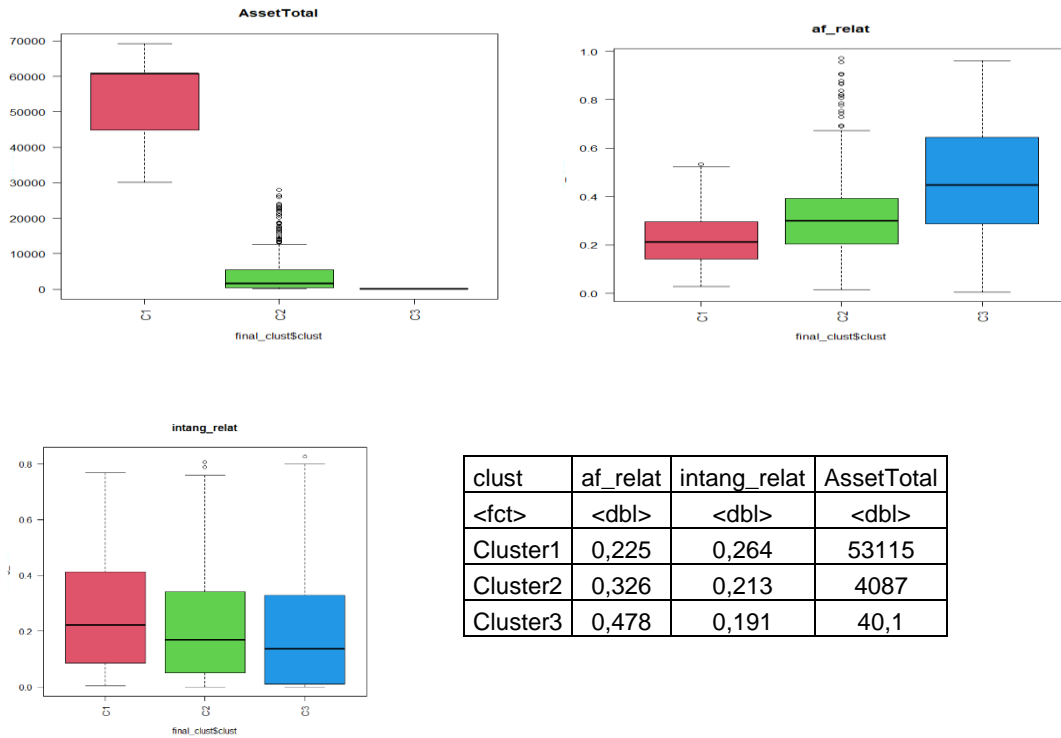 AssetTotal
70000
60000
50000
40000
30000
20000
10000
0
C1 C2 C3
final_clust$clust
af_relat
1.0
0.8
0.6
0.4
0.2
0.0
C1 C2 C3
final_clust$clust
intang_relat
0.8
0.6
0.4
0.2
0.0
C1 C2 C3
final_clust$clust
clust af_relat intang_relat AssetTotal
<fct> <dbl> <dbl> <dbl>
Cluster1 0,225 0,264 53115
Cluster2 0,326 0,213 4087
Cluster3 0,478 0,191 40,1